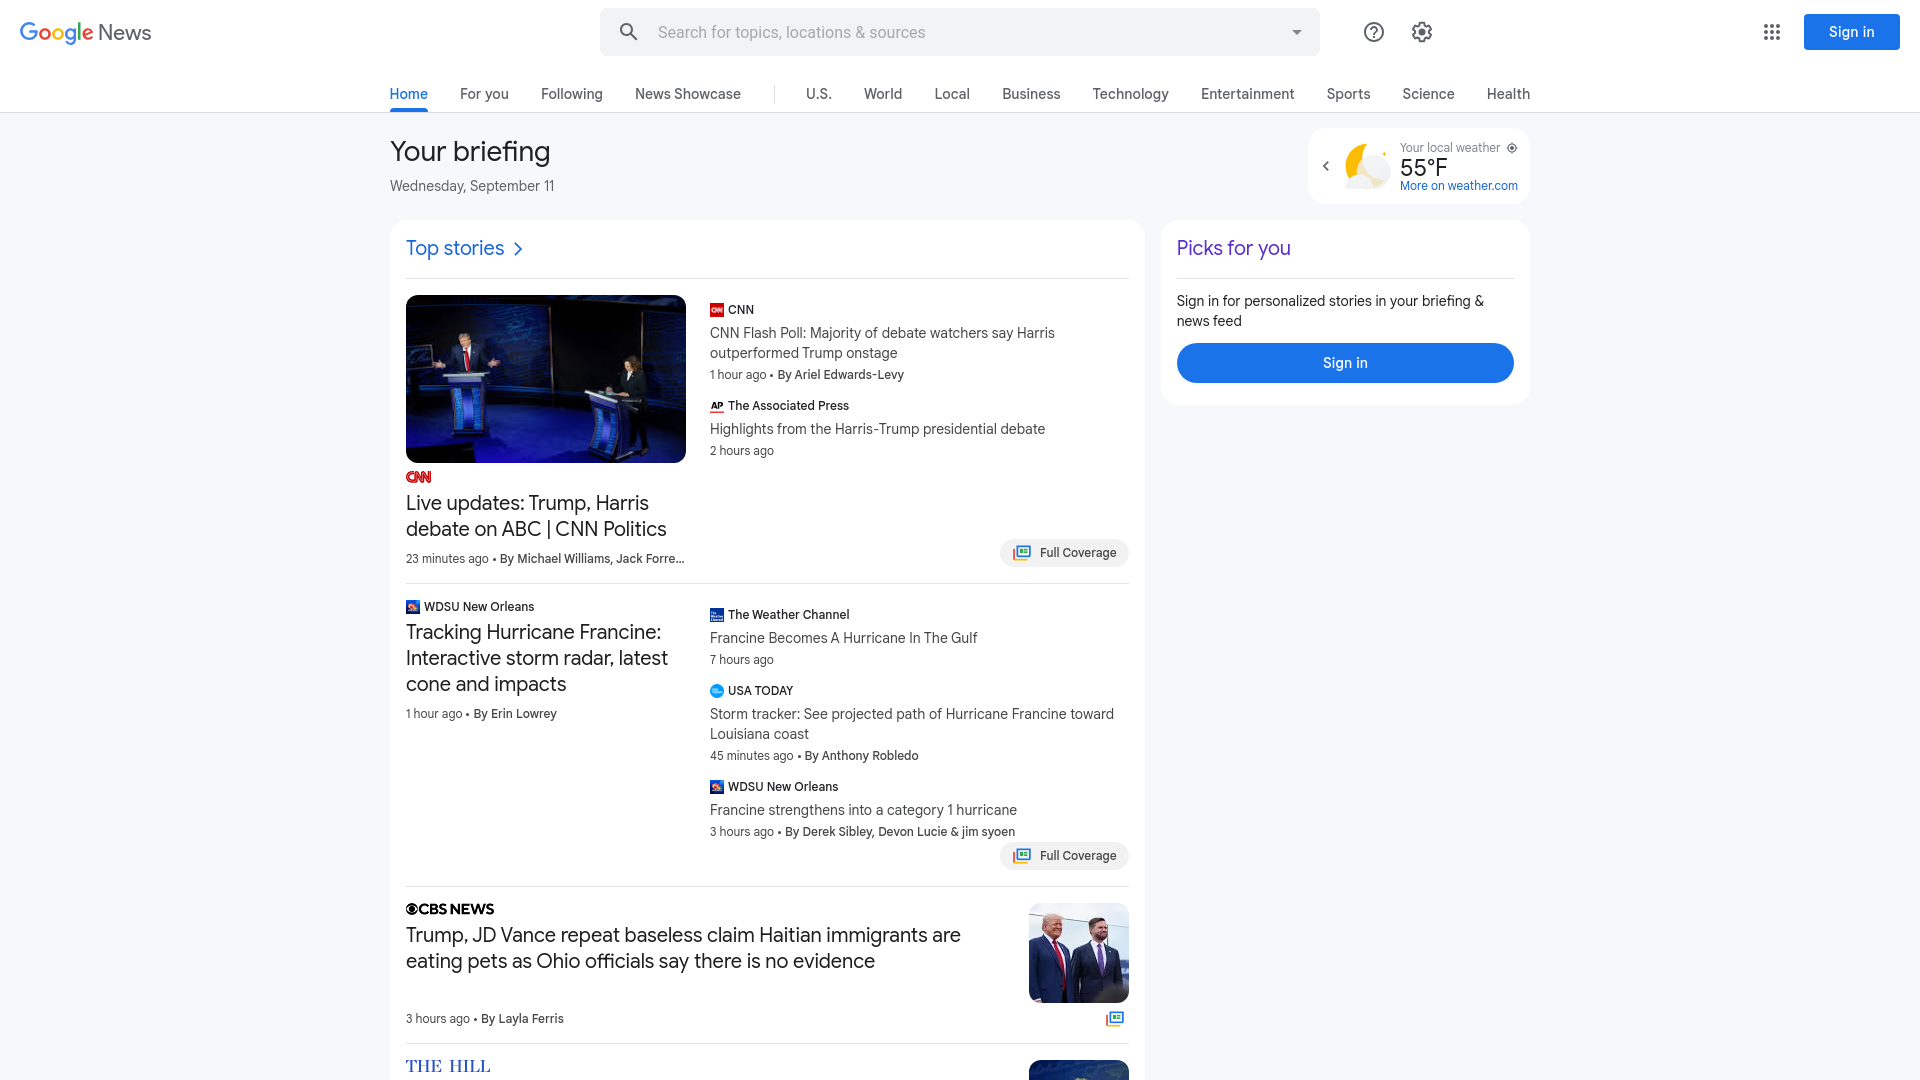 Google News
Search for topics, locations & sources
Sign in
Home
For you
Following
News Showcase
U.S.
World
Local
Business
Technology
Entertainment
Sports
Science
Health
Your briefing
Wednesday, September 11
Your local weather
55°F
More on weather.com
Top stories
CNN
Live updates: Trump, Harris
debate on ABC | CNN Politics
23 minutes ago • By Michael Williams, Jack Forre...
CNN
CNN Flash Poll: Majority of debate watchers say Harris
outperformed Trump onstage
1 hour ago • By Ariel Edwards-Levy
AP The Associated Press
Highlights from the Harris-Trump presidential debate
2 hours ago
Full Coverage
WDSU New Orleans
Tracking Hurricane Francine:
Interactive storm radar, latest
cone and impacts
1 hour ago • By Erin Lowrey
The Weather Channel
Francine Becomes A Hurricane In The Gulf
7 hours ago
USA TODAY
Storm tracker: See projected path of Hurricane Francine toward
Louisiana coast
45 minutes ago • By Anthony Robledo
WDSU New Orleans
Francine strengthens into a category 1 hurricane
3 hours ago • By Derek Sibley, Devon Lucie & jim syoen
Full Coverage
CBS NEWS
Trump, JD Vance repeat baseless claim Haitian immigrants are
eating pets as Ohio officials say there is no evidence
3 hours ago • By Layla Ferris
THE HILL
Picks for you
Sign in for personalized stories in your briefing &
news feed
Sign in